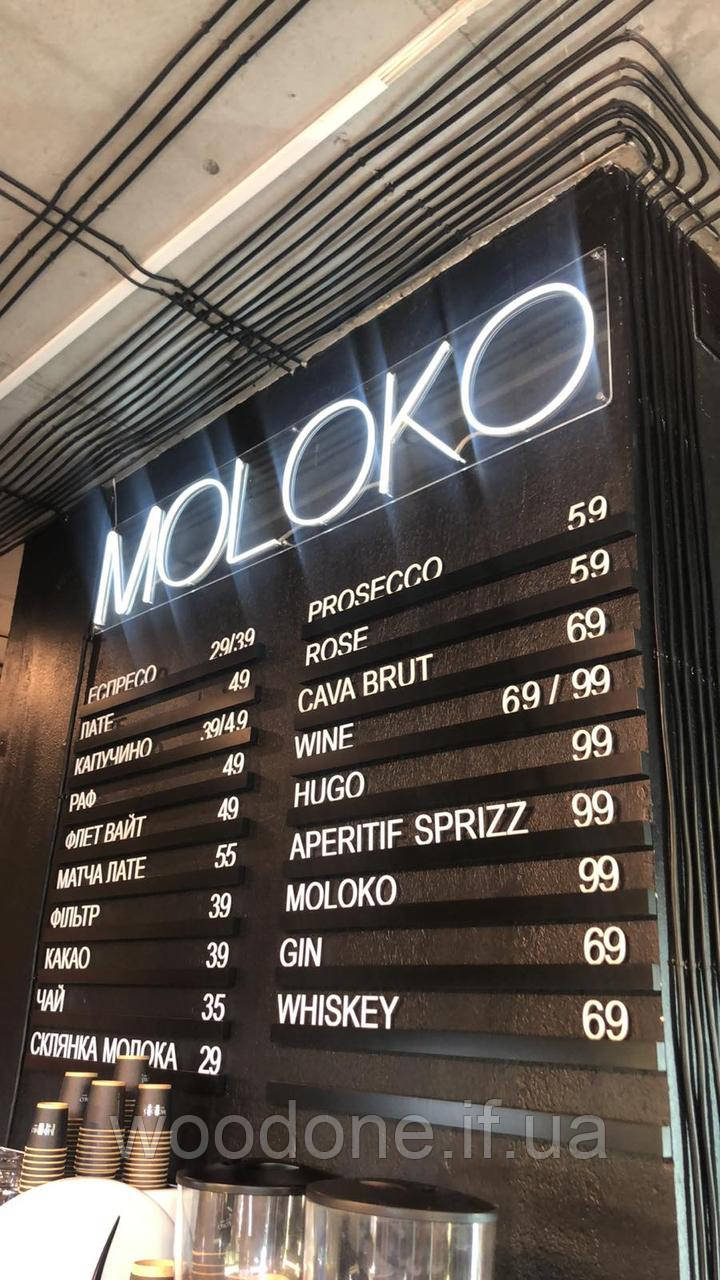 MOLOKO
ЕСПРЕСО 29/39
ЛАТЕ 49
КАПУЧИНО 39/49
РАФ 49
ФЛЕТ ВАЙТ 49
МАТЧА ЛАТЕ 55
ФІЛЬТР 39
КАКАО 39
ЧАЙ 35
СКЛЯНКА МОЛОКА 29
PROSECCO 59
ROSE 59
CAVA BRUT 69
WINE 69 / 99
HUGO 99
APERITIF SPRIZZ 99
MOLOKO 99
GIN 69
WHISKEY 69
woodone.if.ua